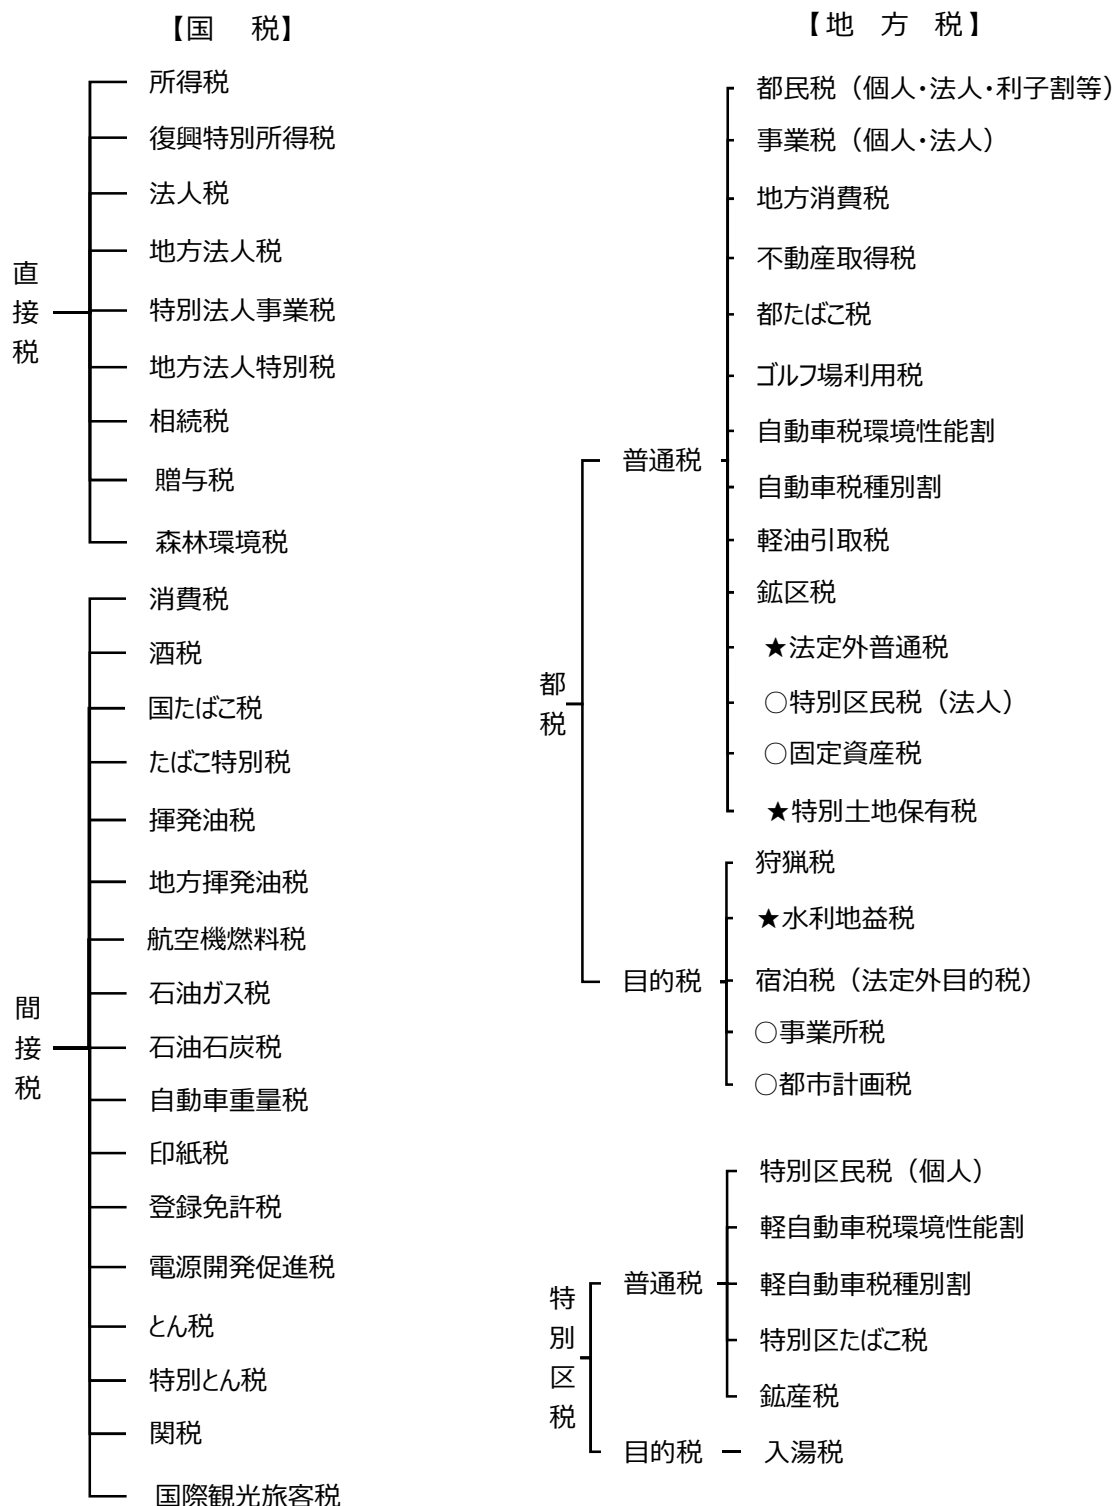 【国　税】
直接税
所得税
復興特別所得税
法人税
地方法人税
特別法人事業税
地方法人特別税
相続税
贈与税
森林環境税
間接税
消費税
酒税
国たばこ税
たばこ特別税
揮発油税
地方揮発油税
航空機燃料税
石油ガス税
石油石炭税
自動車重量税
印紙税
登録免許税
電源開発促進税
とん税
特別とん税
関税
国際観光旅客税
【地　方　税】
都税
普通税
都民税（個人・法人・利子割等）
事業税（個人・法人）
地方消費税
不動産取得税
都たばこ税
ゴルフ場利用税
自動車税環境性能割
自動車税種別割
軽油引取税
鉱区税
★法定外普通税
○特別区民税（法人）
○固定資産税
★特別土地保有税
目的税
狩猟税
★水利地益税
宿泊税（法定外目的税）
○事業所税
○都市計画税
特別区税
普通税
特別区民税（個人）
軽自動車税環境性能割
軽自動車税種別割
特別区たばこ税
鉱産税
目的税
入湯税